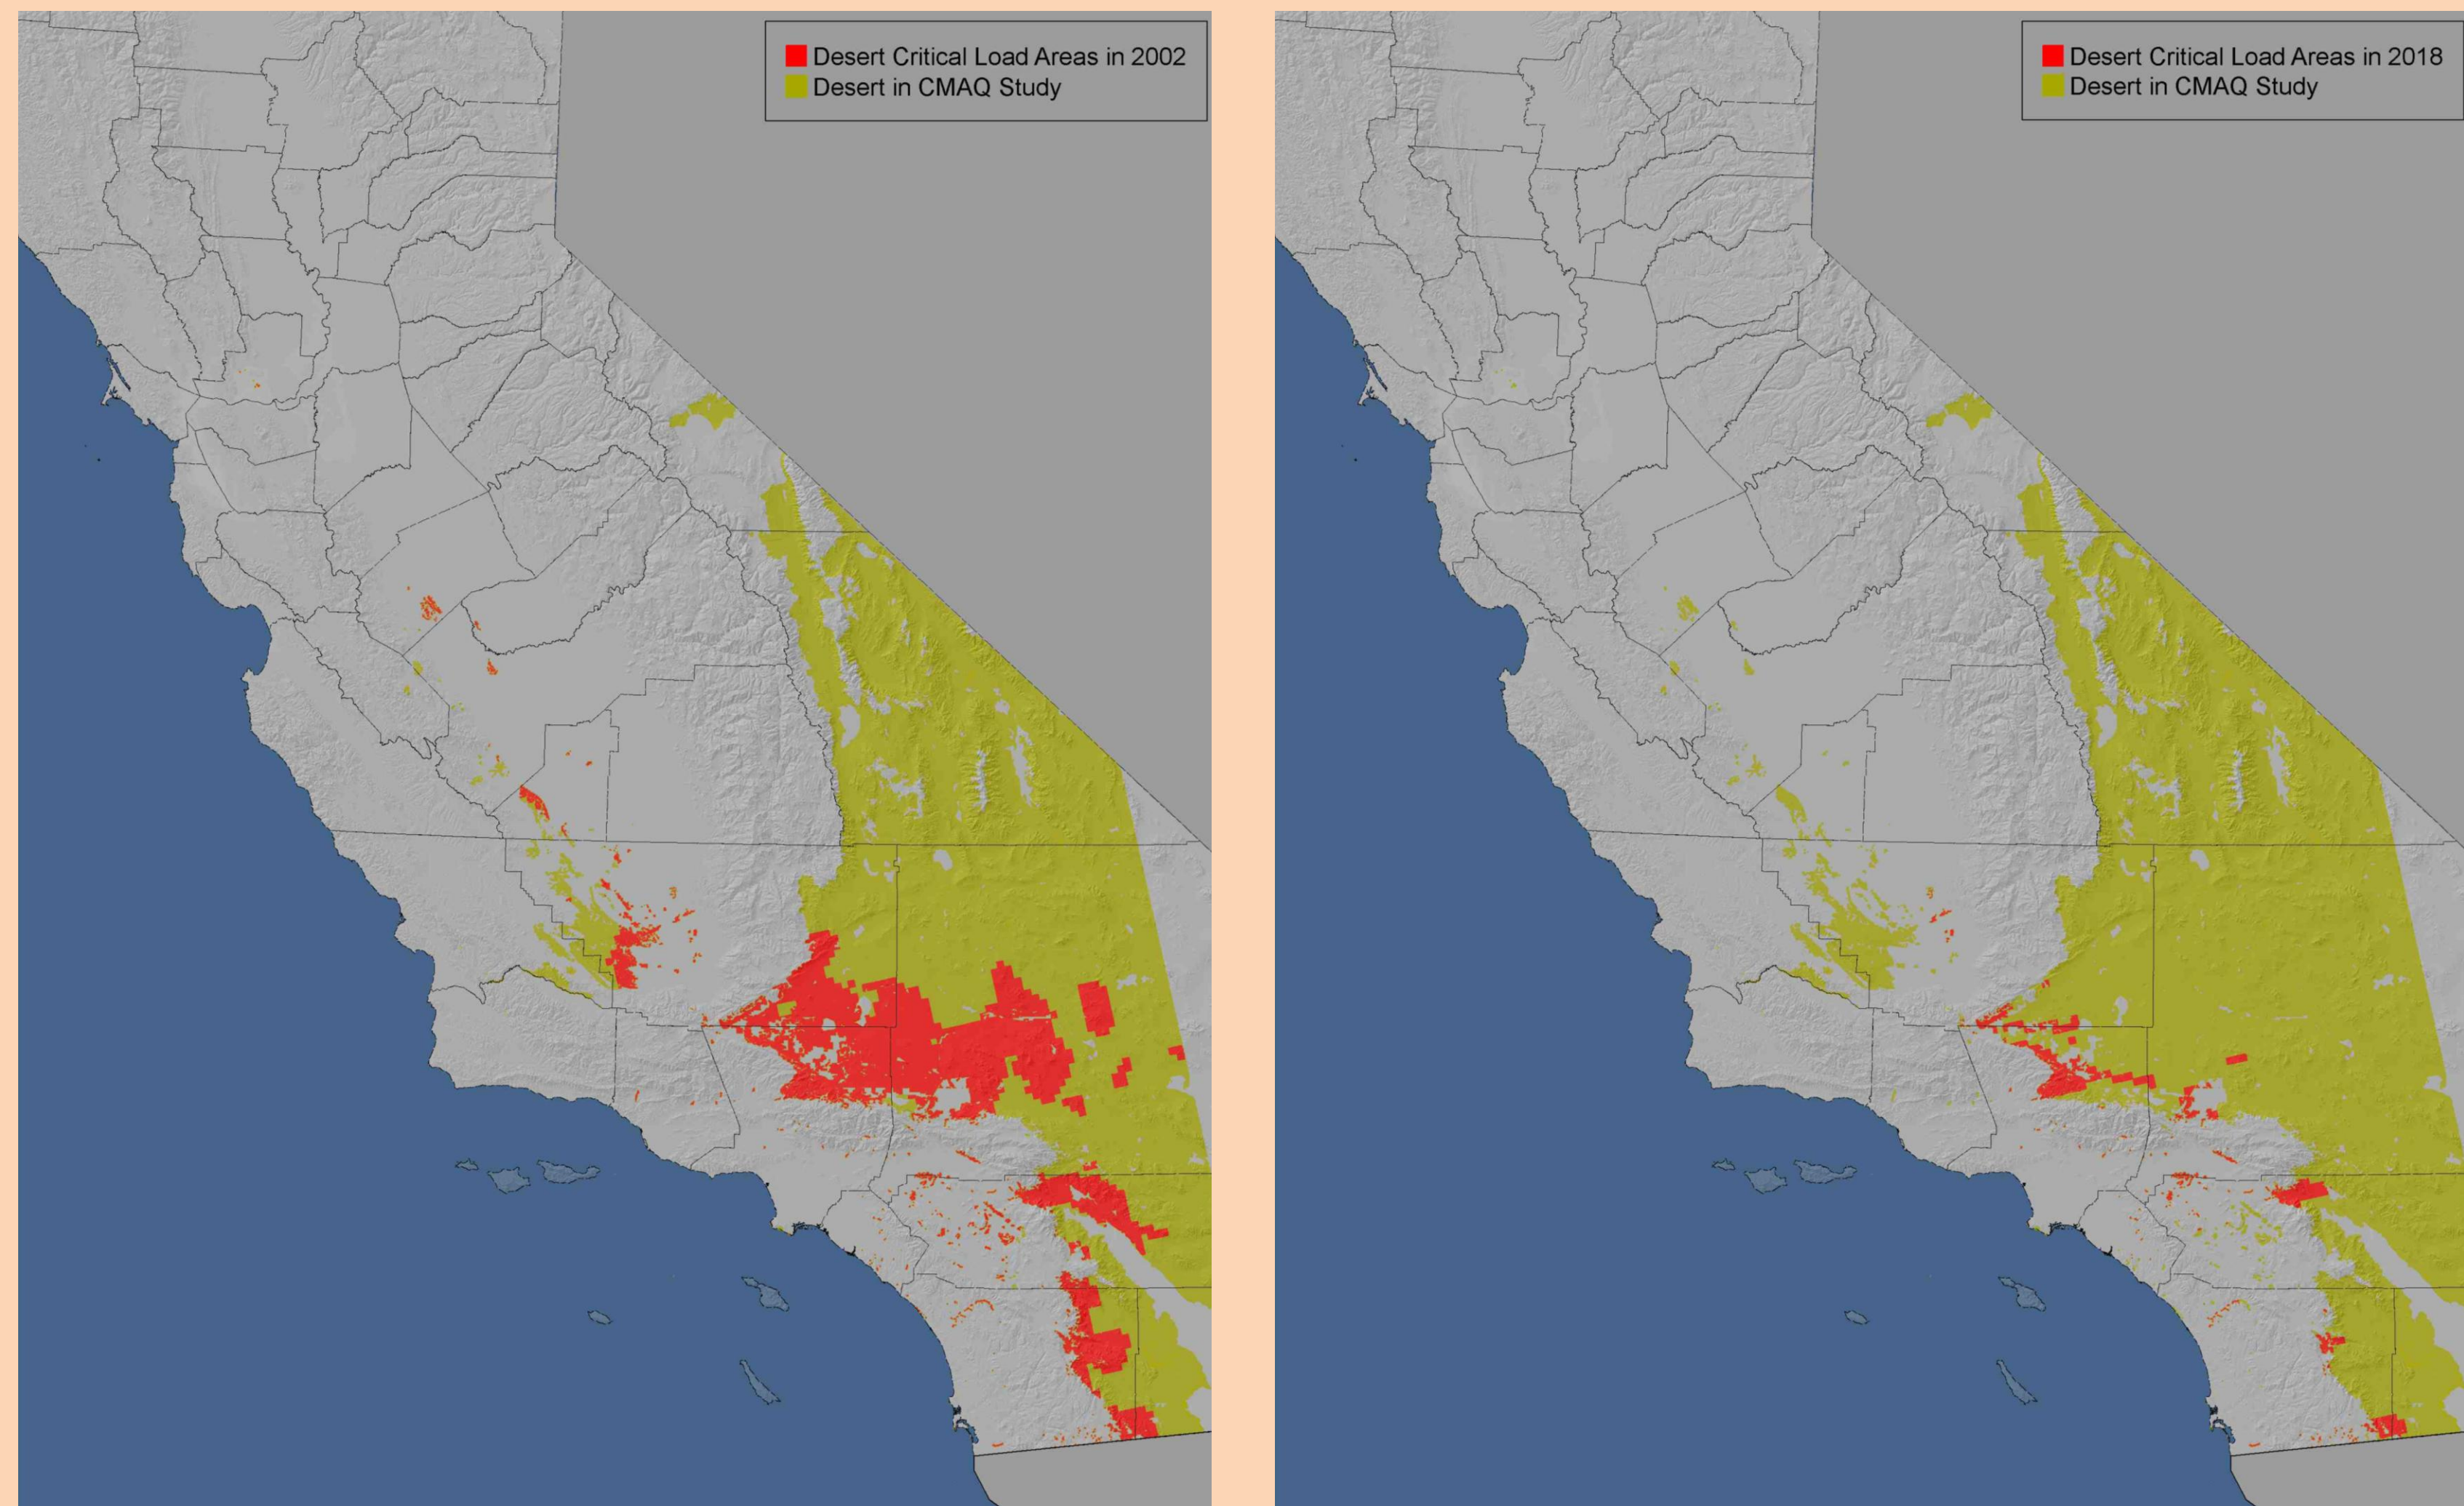 Desert Critical Load Areas in 2002
Desert in CMAQ Study
Desert Critical Load Areas in 2018
Desert in CMAQ Study